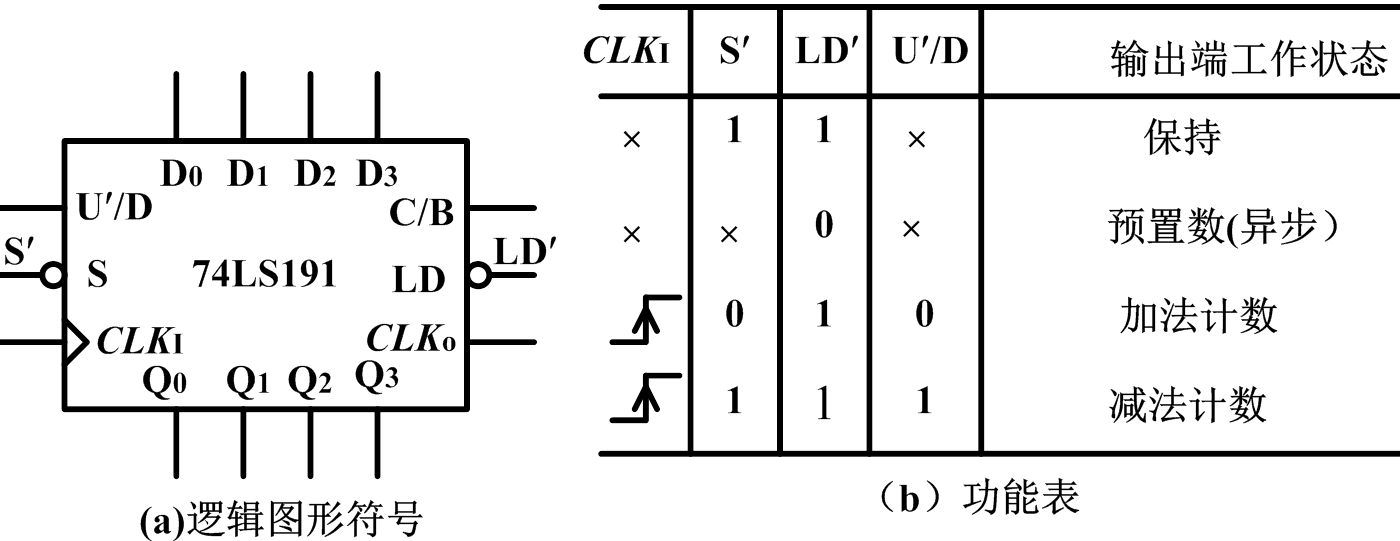 D0 D1 D2 D3
U′/D C/B
S′ S 74LS191 LD LD′
CLKI CLKo
Q0 Q1 Q2 Q3
(a)逻辑图形符号
CLKI S′ LD′ U′/D 输出端工作状态
× 1 1 × 保持
× × 0 × 预置数(异步）
0 1 0 加法计数
1 1 1 减法计数
（b）功能表